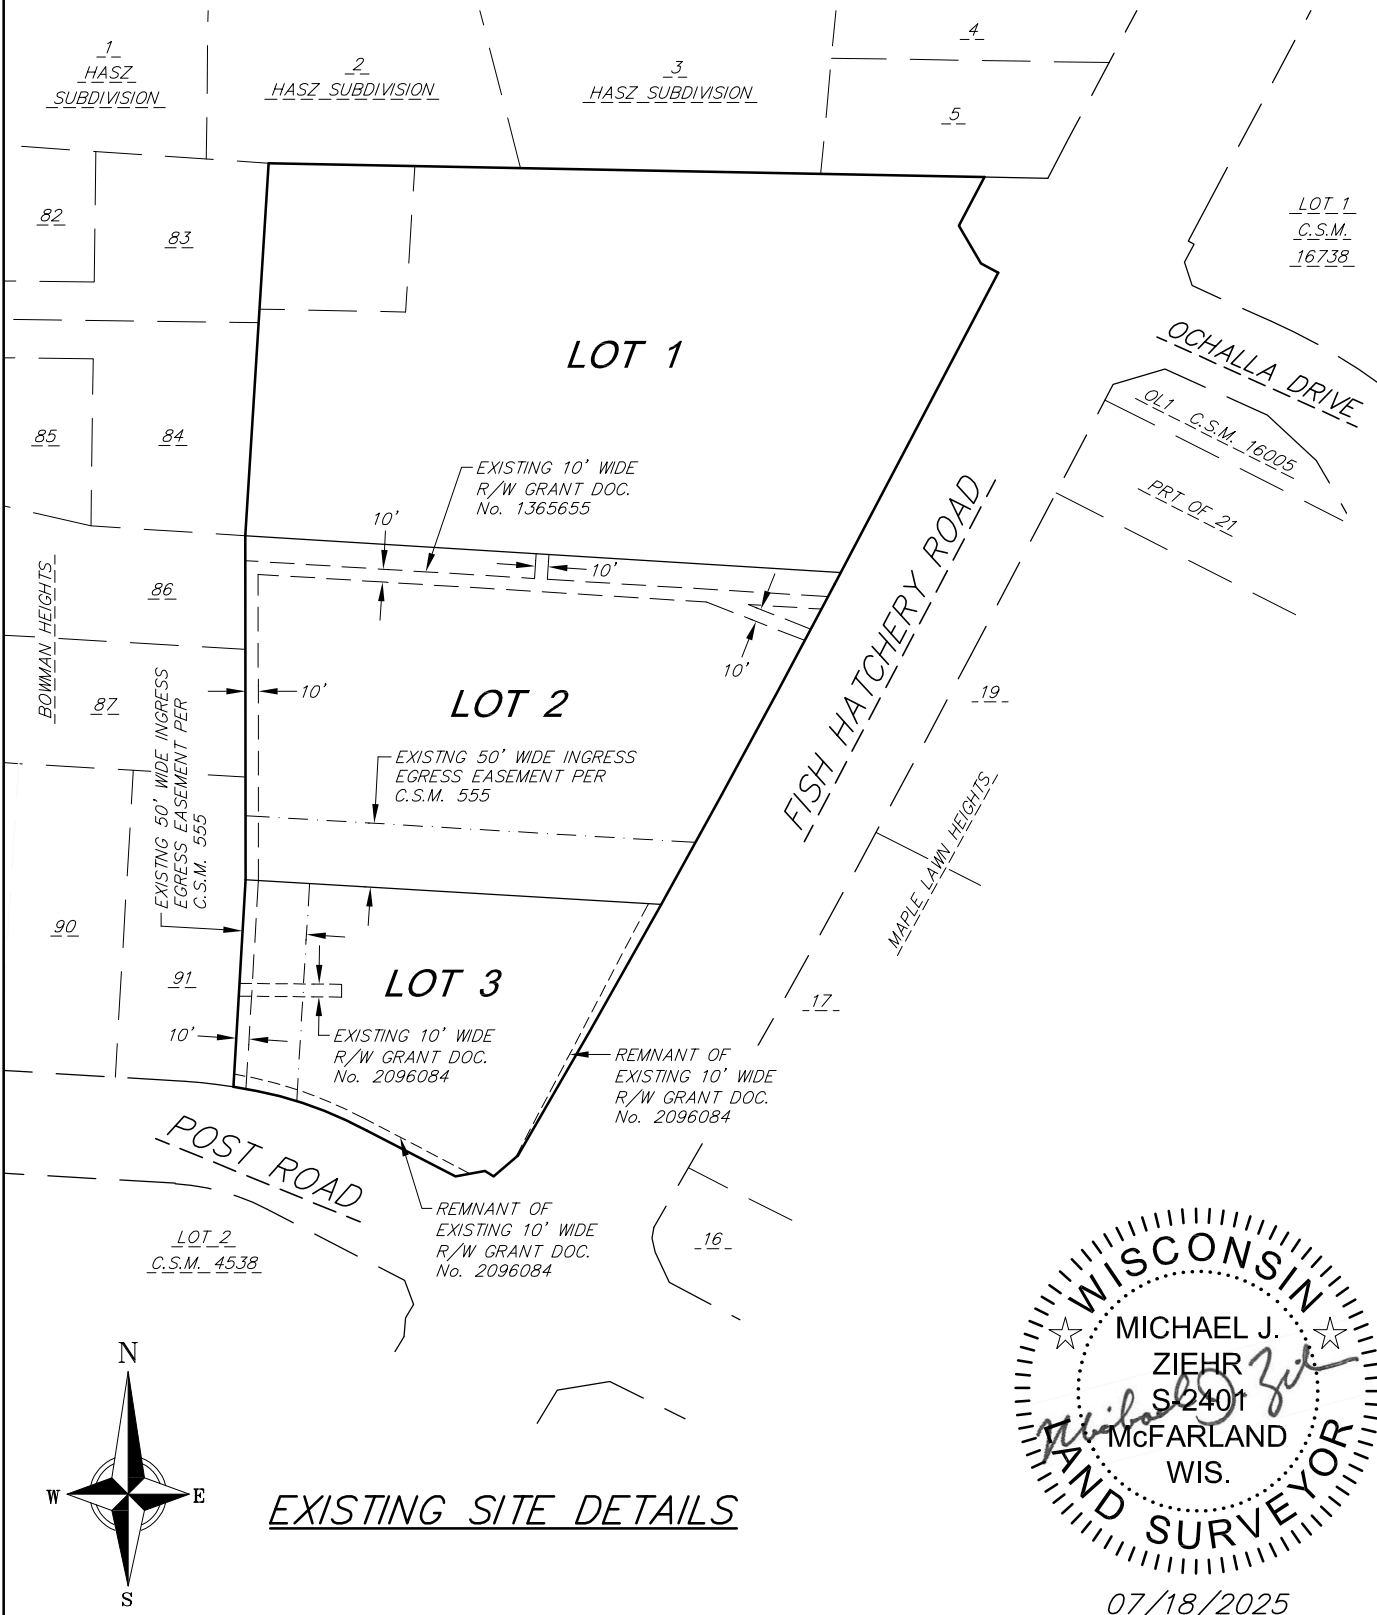 1
HASZ
SUBDIVISION
2
HASZ SUBDIVISION
3
HASZ SUBDIVISION
4
5
82
83
LOT 1
C.S.M.
16738
OCHALLA DRIVE
LOT 1
85
84
OL1 C.S.M. 16005
PRT OF 21
EXISTING 10' WIDE
R/W GRANT DOC.
No. 1365655
10'
10'
10'
FISH HATCHERY ROAD
BOWMAN HEIGHTS
86
87
EXISTNG 50' WIDE INGRESS
EGRESS EASEMENT PER
C.S.M. 555
10'
LOT 2
19
EXISTNG 50' WIDE INGRESS
EGRESS EASEMENT PER
C.S.M. 555
MAPLE LAWN HEIGHTS
90
91
LOT 3
17
10'
EXISTING 10' WIDE
R/W GRANT DOC.
No. 2096084
REMNANT OF
EXISTING 10' WIDE
R/W GRANT DOC.
No. 2096084
POST ROAD
REMNANT OF
EXISTING 10' WIDE
R/W GRANT DOC.
No. 2096084
LOT 2
C.S.M. 4538
16
N
W
E
S
EXISTING SITE DETAILS
WISCONSIN
MICHAEL J.
ZIEHR
S-2401
McFARLAND
WIS.
LAND SURVEYOR
07/18/2025